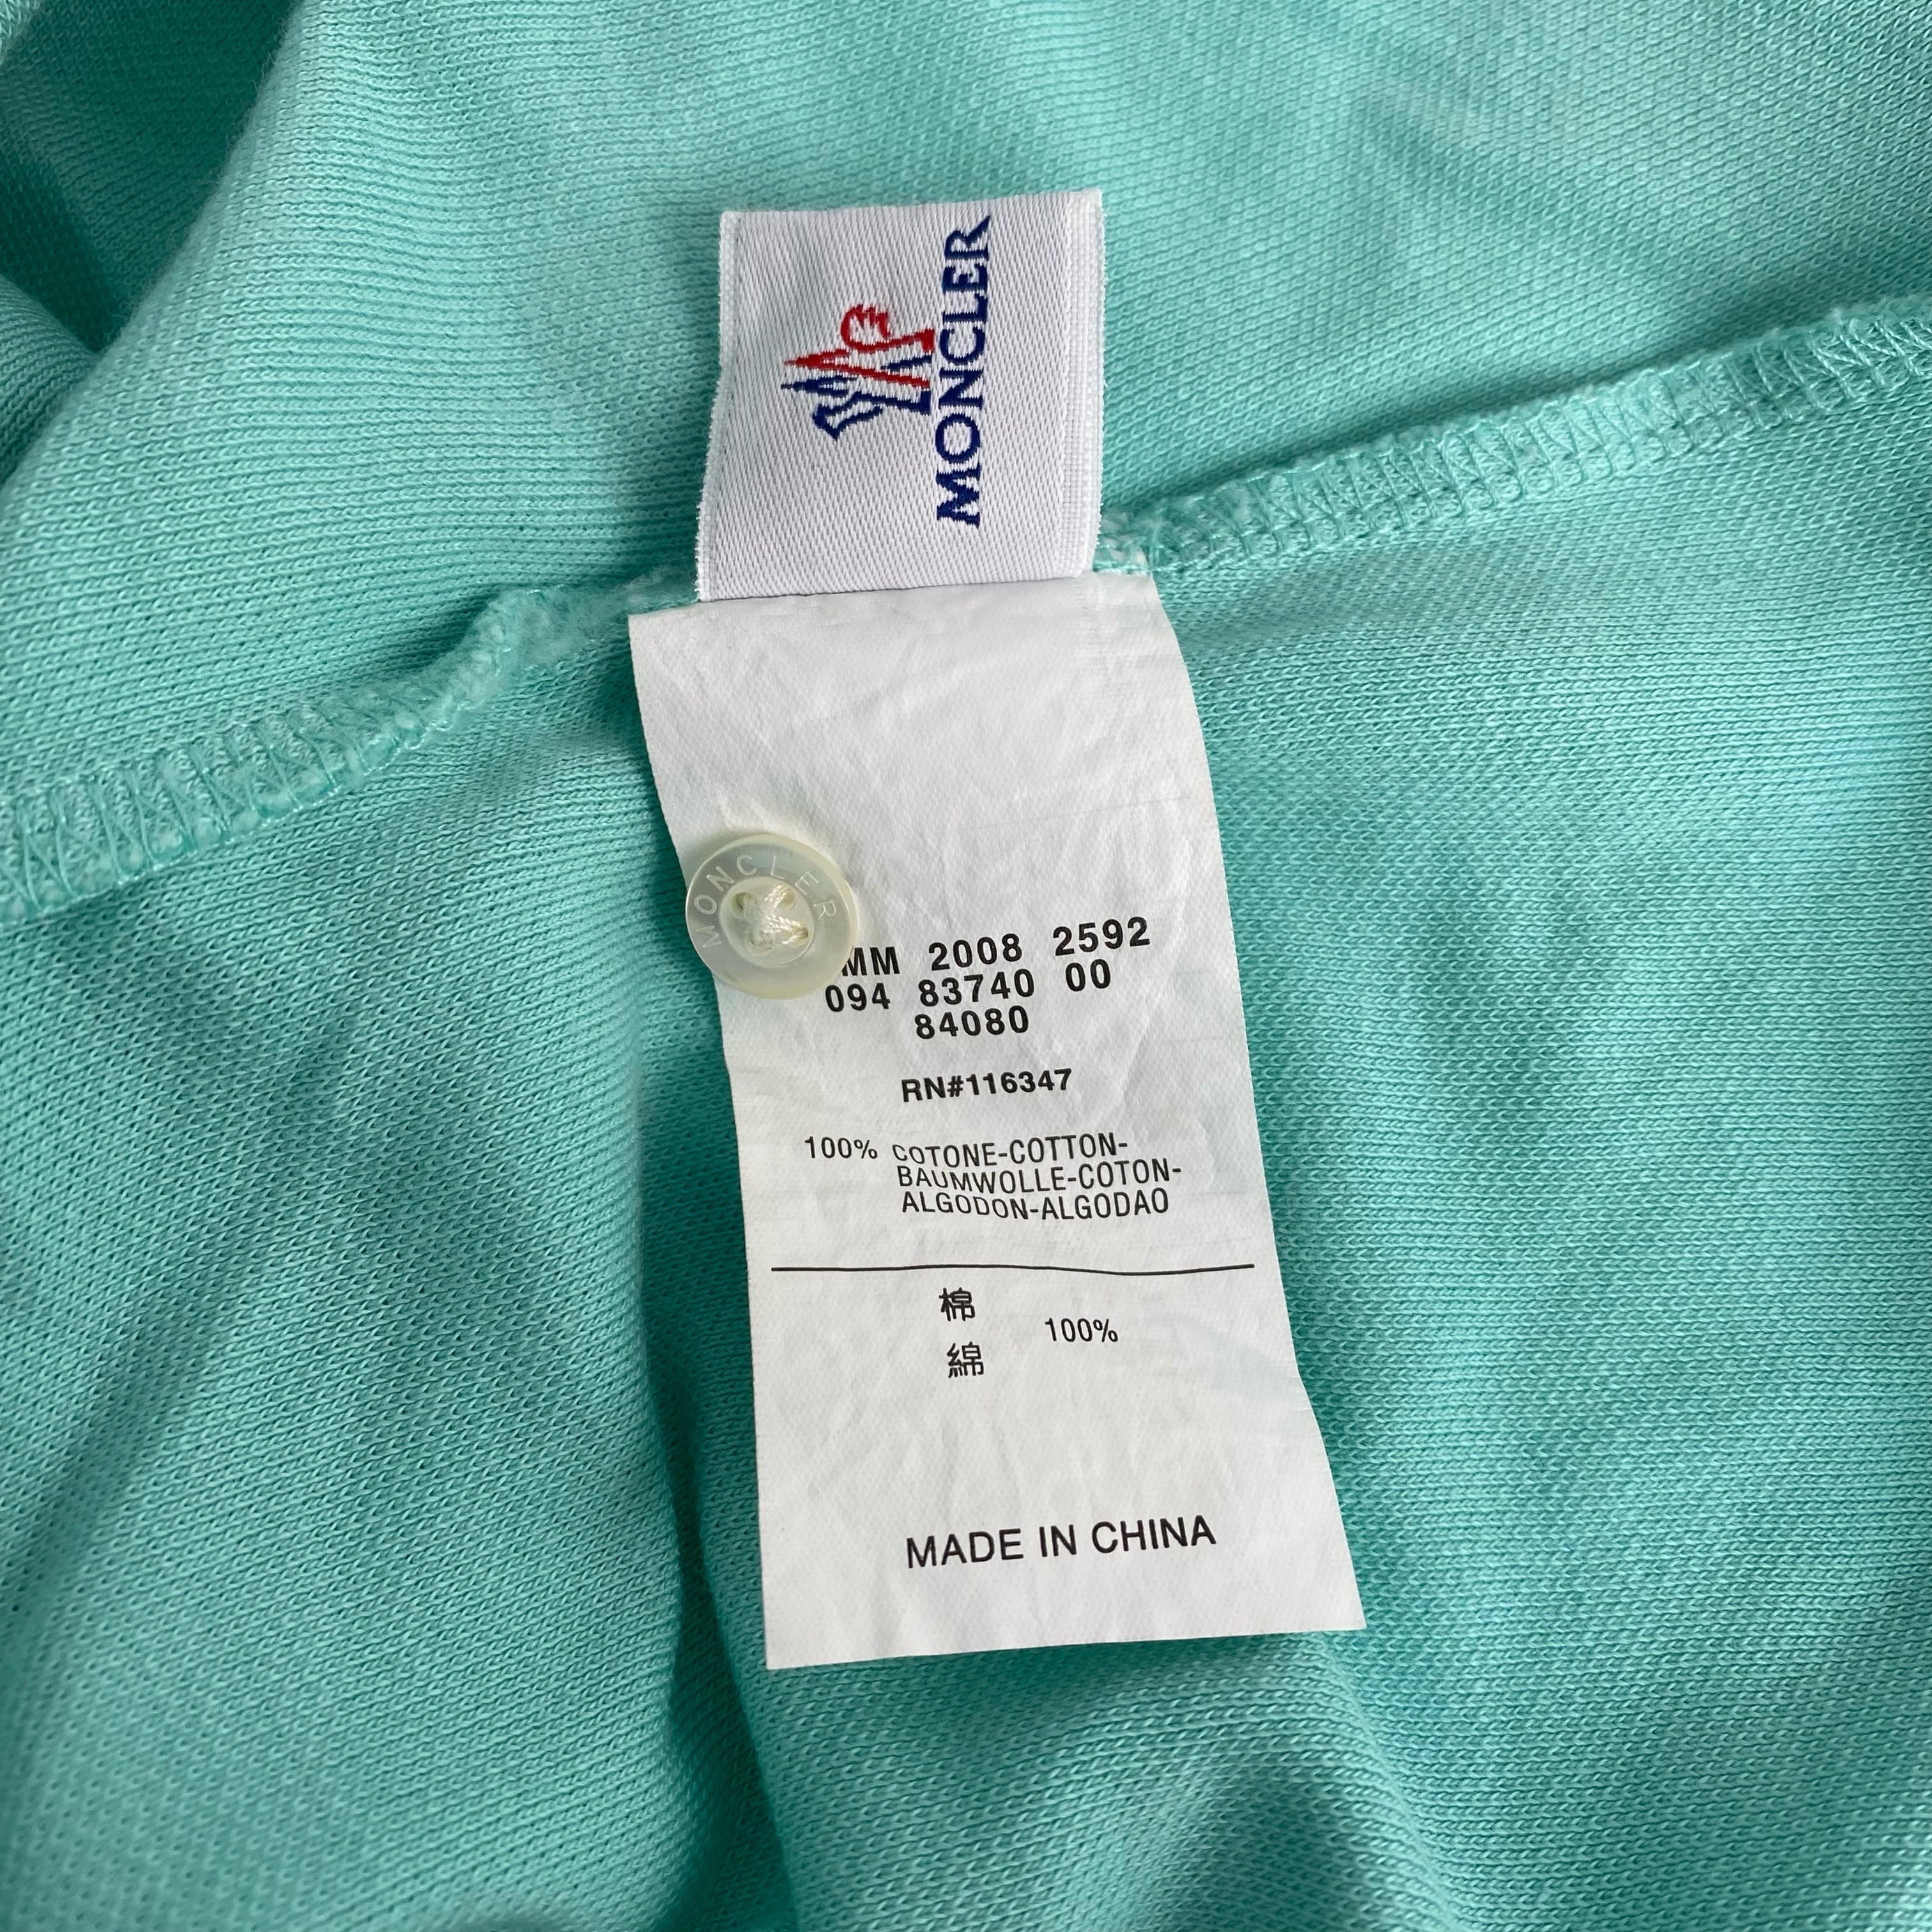 MONCLER
MONCLER
MM 2008 2592
094 83740 00
84080
RN#116347
100% COTONE-COTTON-
BAUMWOLLE-COTON-
ALGODON-ALGODAO
棉
100%
綿
MADE IN CHINA